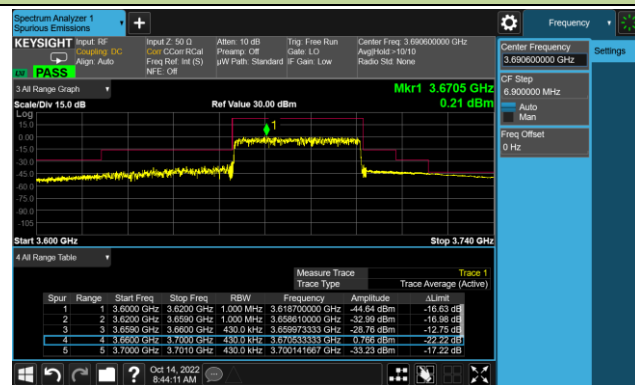 Spectrum Analyzer 1
Spurious Emissions
Frequency
KEYSIGHT
Input: RF
Coupling: DC
Align: Auto
Input Z: 50 Ω
Corr CCorr RCal
Freq Ref: Int (S)
NFE: Off
Atten: 10 dB
Preamp: Off
µW Path: Standard
Trig: Free Run
Gate: LO
IF Gain: Low
Center Freq: 3.690600000 GHz
Avg|Hold:>10/10
Radio Std: None
PASS
Center Frequency
3.690600000 GHz
Settings
CF Step
6.900000 MHz
Auto
Man
Freq Offset
0 Hz
3 All Range Graph
Mkr1 3.6705 GHz
0.21 dBm
Scale/Div 15.0 dB
Ref Value 30.00 dBm
Log
15.0
0.00
-15.0
-30.0
-45.0
-60.0
-75.0
-90.0
-105
1
Start 3.600 GHz
Stop 3.740 GHz
4 All Range Table
Measure Trace Trace 1
Trace Type Trace Average (Active)
Spur Range Start Freq Stop Freq RBW Frequency Amplitude ΔLimit
1 1 3.6000 GHz 3.6200 GHz 1.000 MHz 3.618700000 GHz -44.64 dBm -16.63 dB
2 2 3.6200 GHz 3.6590 GHz 1.000 MHz 3.658610000 GHz -32.99 dBm -16.98 dB
3 3 3.6590 GHz 3.6600 GHz 430.0 kHz 3.659973333 GHz -28.76 dBm -12.75 dB
4 4 3.6600 GHz 3.7000 GHz 430.0 kHz 3.670533333 GHz 0.766 dBm -22.22 dB
5 5 3.7000 GHz 3.7010 GHz 430.0 kHz 3.700141667 GHz -33.23 dBm -17.22 dB
?
Oct 14, 2022
8:44:11 AM